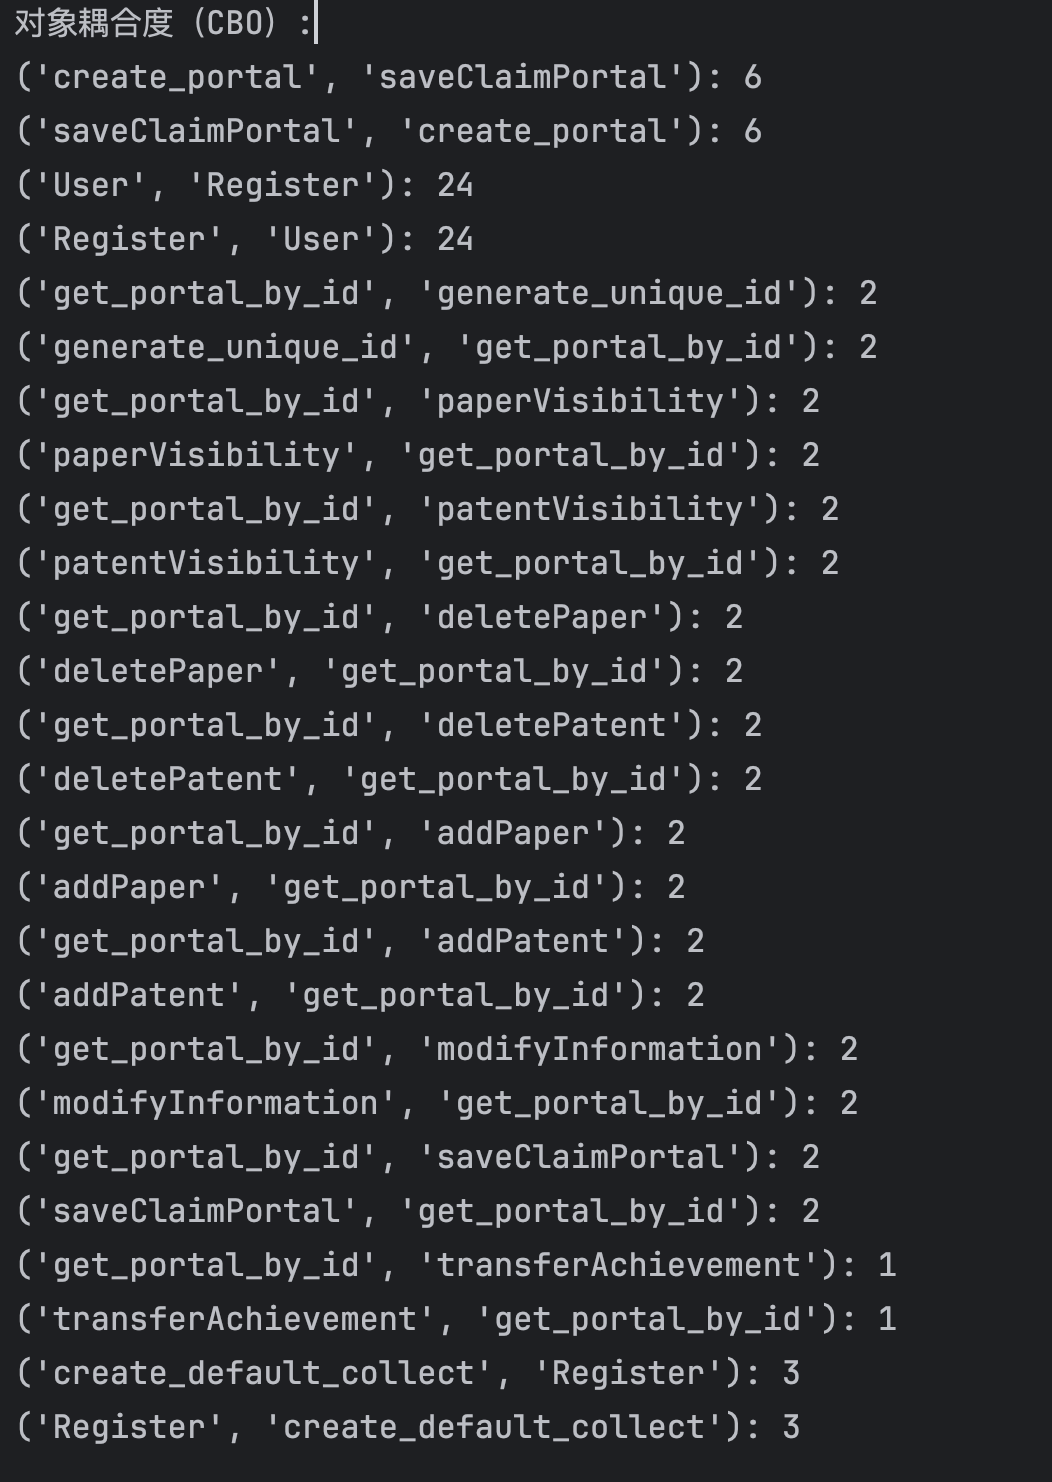 对象耦合度（CBO）:
('create_portal', 'saveClaimPortal'): 6
('saveClaimPortal', 'create_portal'): 6
('User', 'Register'): 24
('Register', 'User'): 24
('get_portal_by_id', 'generate_unique_id'): 2
('generate_unique_id', 'get_portal_by_id'): 2
('get_portal_by_id', 'paperVisibility'): 2
('paperVisibility', 'get_portal_by_id'): 2
('get_portal_by_id', 'patentVisibility'): 2
('patentVisibility', 'get_portal_by_id'): 2
('get_portal_by_id', 'deletePaper'): 2
('deletePaper', 'get_portal_by_id'): 2
('get_portal_by_id', 'deletePatent'): 2
('deletePatent', 'get_portal_by_id'): 2
('get_portal_by_id', 'addPaper'): 2
('addPaper', 'get_portal_by_id'): 2
('get_portal_by_id', 'addPatent'): 2
('addPatent', 'get_portal_by_id'): 2
('get_portal_by_id', 'modifyInformation'): 2
('modifyInformation', 'get_portal_by_id'): 2
('get_portal_by_id', 'saveClaimPortal'): 2
('saveClaimPortal', 'get_portal_by_id'): 2
('get_portal_by_id', 'transferAchievement'): 1
('transferAchievement', 'get_portal_by_id'): 1
('create_default_collect', 'Register'): 3
('Register', 'create_default_collect'): 3